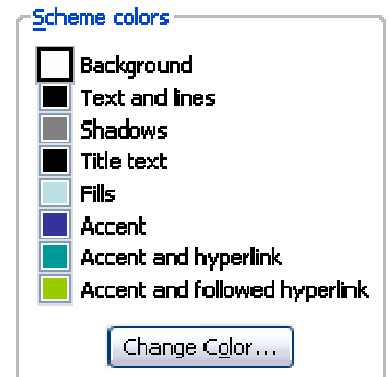 Scheme colors
Background
Text and lines
Shadows
Title text
Fills
Accent
Accent and hyperlink
Accent and followed hyperlink
Change Color...